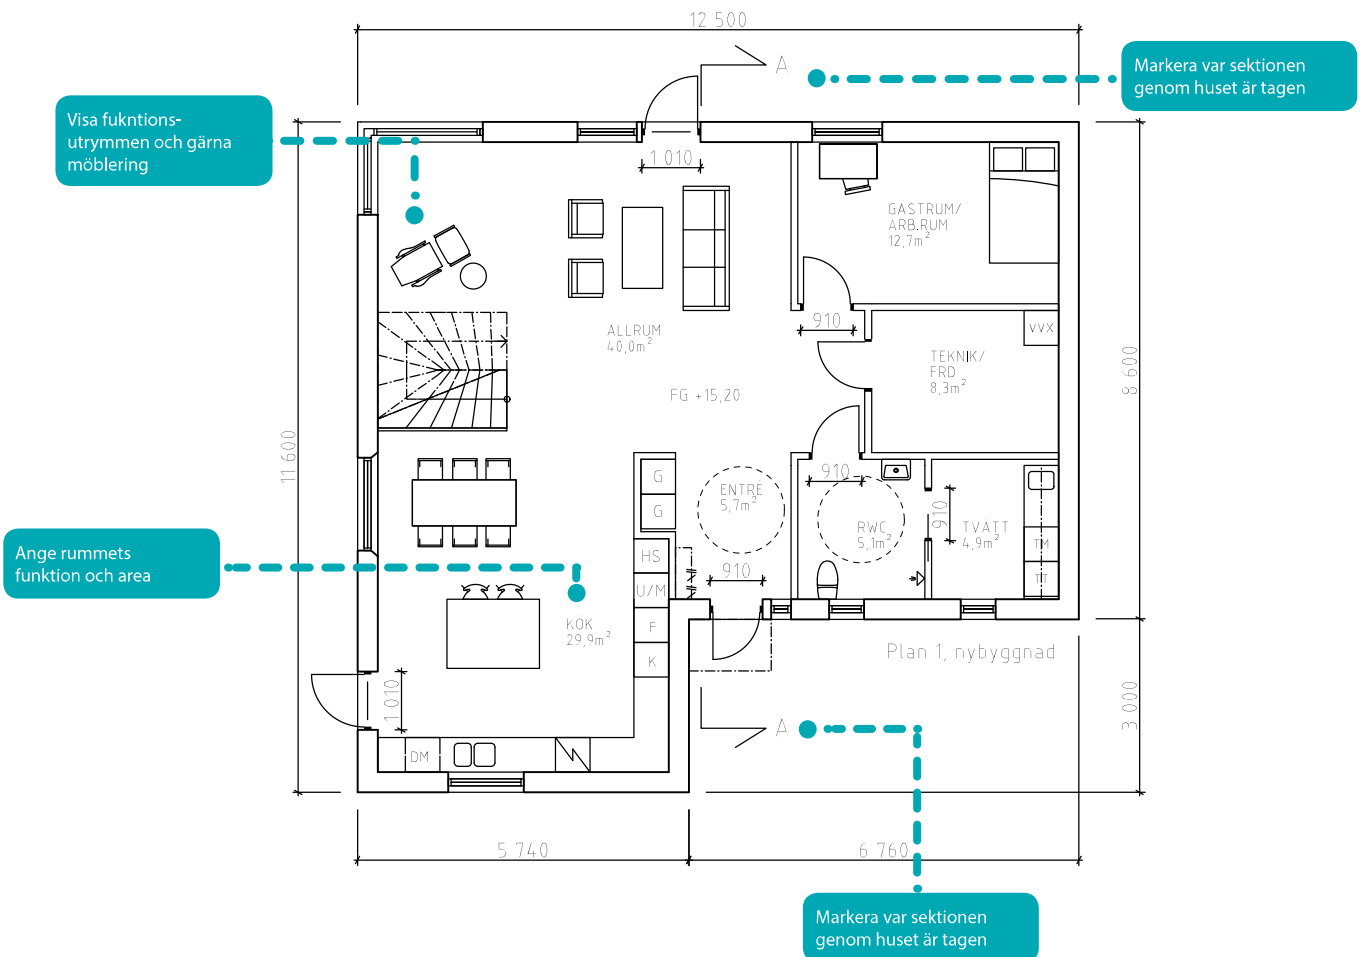 12 500
A
Markera var sektionen
genom huset är tagen
Visa fukntions-
utrymmen och gärna
möblering
1 010
GASTRUM/
ARB.RUM
12,7m²
910
VVX
ALLRUM
40,0m²
TEKNIK/
FRD
8,3m²
8 600
FG +15,20
11 600
G
G
ENTRÉ
5,7m²
910
RWC
5,1m²
910
TVÄTT
4,9m²
TM
TT
Ange rummets
funktion och area
HS
U/M
F
K
910
KÖK
29,9m²
Plan 1, nybyggnad
1 010
3 000
A
DM
5 740
6 760
Markera var sektionen
genom huset är tagen